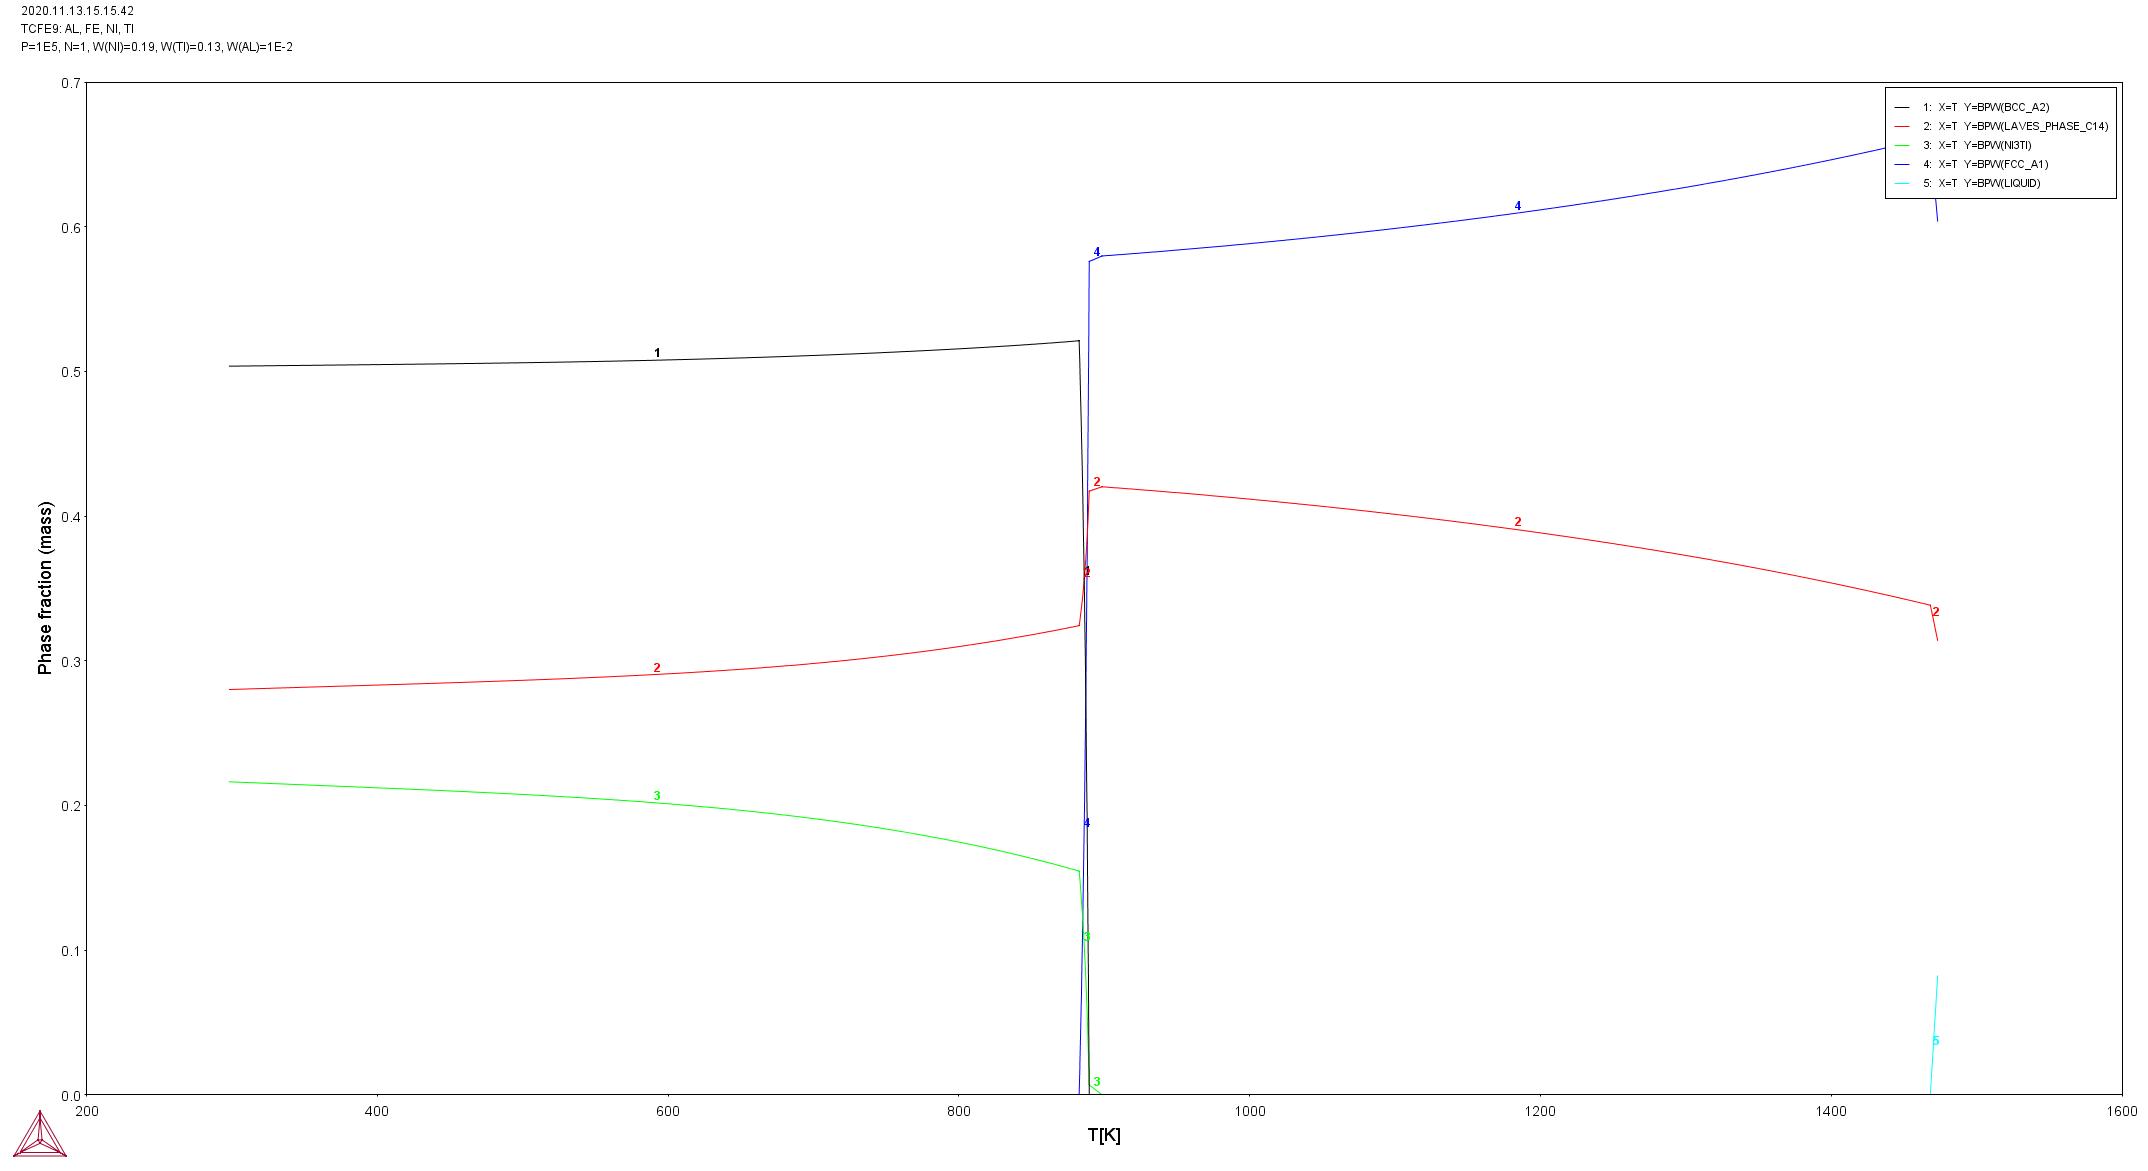 2020.11.13.15.15.42
TCFE9: AL, FE, NI, TI
P=1E5, N=1, W(NI)=0.19, W(TI)=0.13, W(AL)=1E-2
0.7
0.6
0.5
0.4
0.3
0.2
0.1
0.0
Phase fraction (mass)
1: X=T Y=BPW(BCC_A2)
2: X=T Y=BPW(LAVES_PHASE_C14)
3: X=T Y=BPW(NI3TI)
4: X=T Y=BPW(FCC_A1)
5: X=T Y=BPW(LIQUID)
4
4
1
2
2
2
2
3
4
3
3
5
200 400 600 800 1000 1200 1400 1600
T[K]